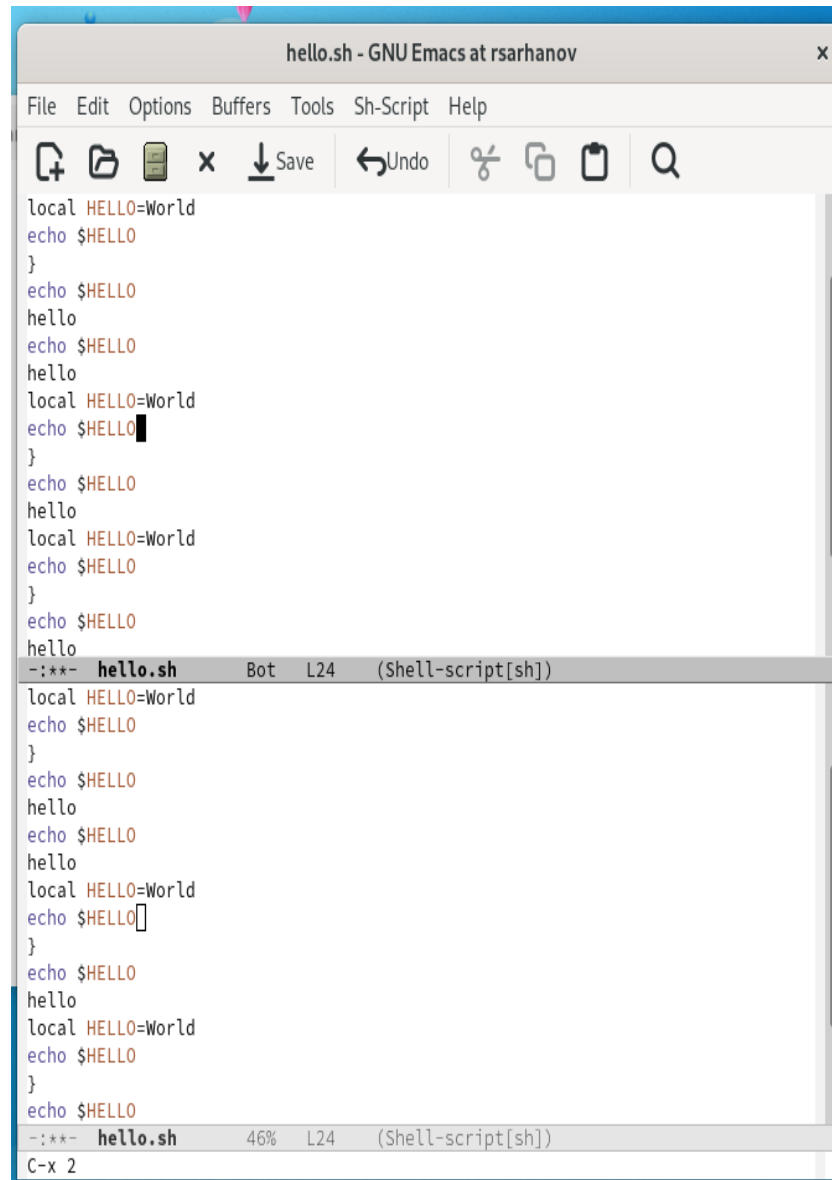 hello.sh - GNU Emacs at rsarhanov
File Edit Options Buffers Tools Sh-Script Help
Save Undo
local HELLO=World
echo $HELLO
}
echo $HELLO
hello
echo $HELLO
hello
local HELLO=World
echo $HELLO
}
echo $HELLO
hello
local HELLO=World
echo $HELLO
}
echo $HELLO
hello
-:**- hello.sh Bot L24 (Shell-script[sh])
local HELLO=World
echo $HELLO
}
echo $HELLO
hello
echo $HELLO
hello
local HELLO=World
echo $HELLO
}
echo $HELLO
hello
local HELLO=World
echo $HELLO
}
echo $HELLO
-:**- hello.sh 46% L24 (Shell-script[sh])
C-x 2